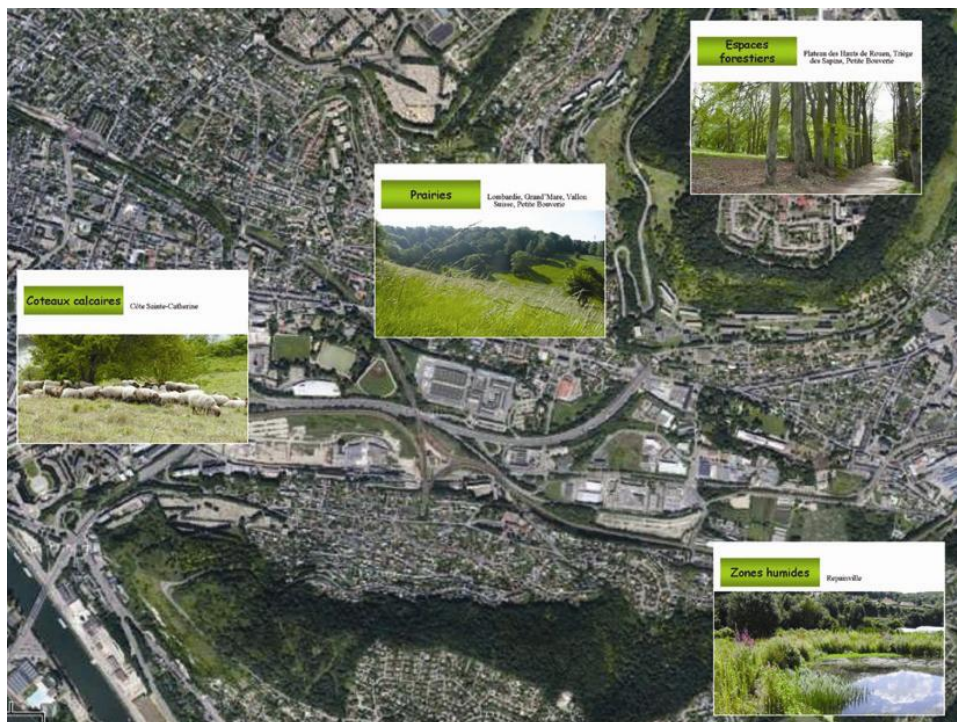 Espaces
forestiers
Plateau des Hauts de Rouen, Triége
des Sapins, Petite Bouverie
Prairies
Lombardie, Grand'Mare, Vallon
Suisse, Petite Bouverie
Coteaux calcaires
Côte Sainte-Catherine
Zones humides
Repainville